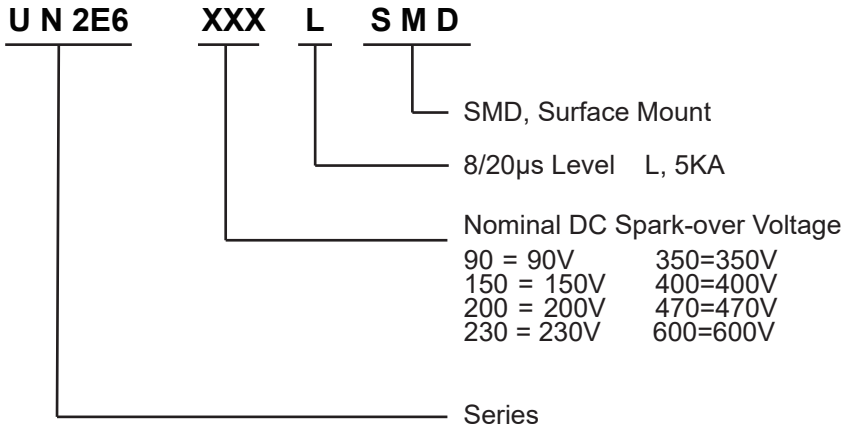 U N 2E6 XXX L S M D
SMD, Surface Mount
8/20μs Level L, 5KA
Nominal DC Spark-over Voltage
90 = 90V 350=350V
150 = 150V 400=400V
200 = 200V 470=470V
230 = 230V 600=600V
Series